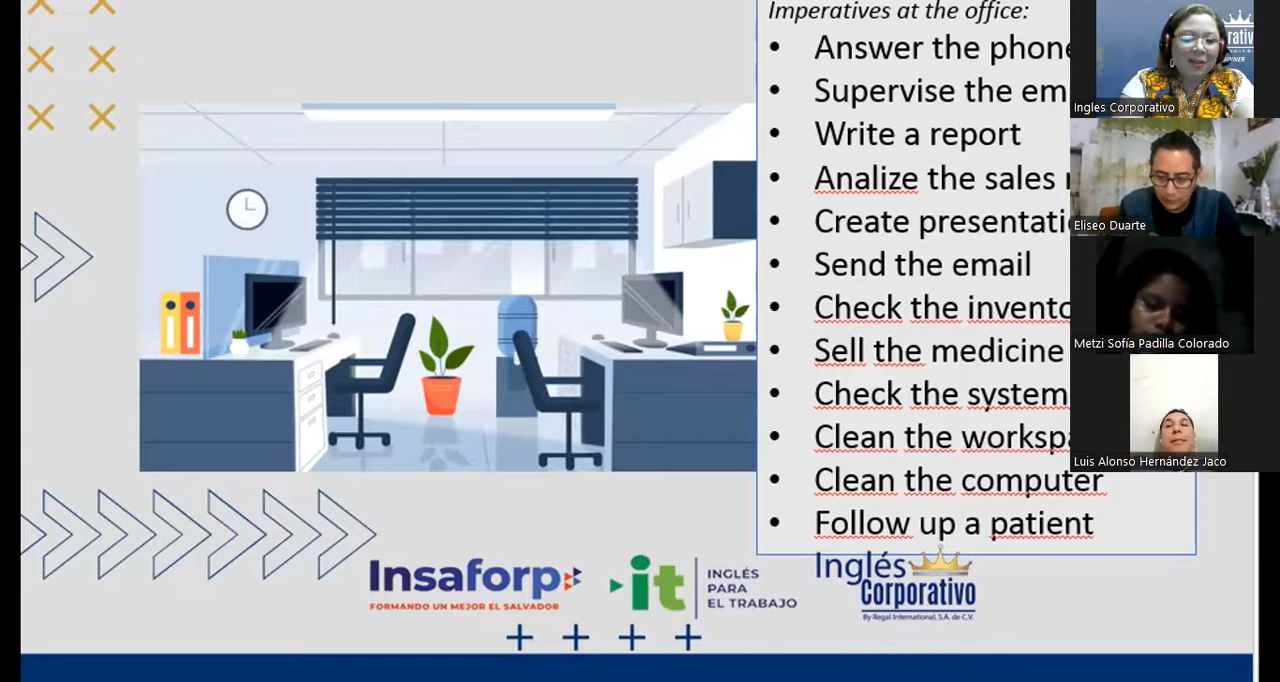 Imperatives at the office:
• Answer the phone
• Supervise the em
• Write a report
• Analize the sales
• Create presentati
• Send the email
• Check the invento
• Sell the medicine
• Check the system
• Clean the workspa
• Clean the computer
• Follow up a patient
Ingles Corporativo
Eliseo Duarte
Metzi Sofía Padilla Colorado
Luis Alonso Hernández Jaco
Insaforp
FORMANDO UN MEJOR EL SALVADOR
it
INGLÉS
PARA
EL TRABAJO
Inglés
Corporativo
By Regal International, S.A. de C.V.